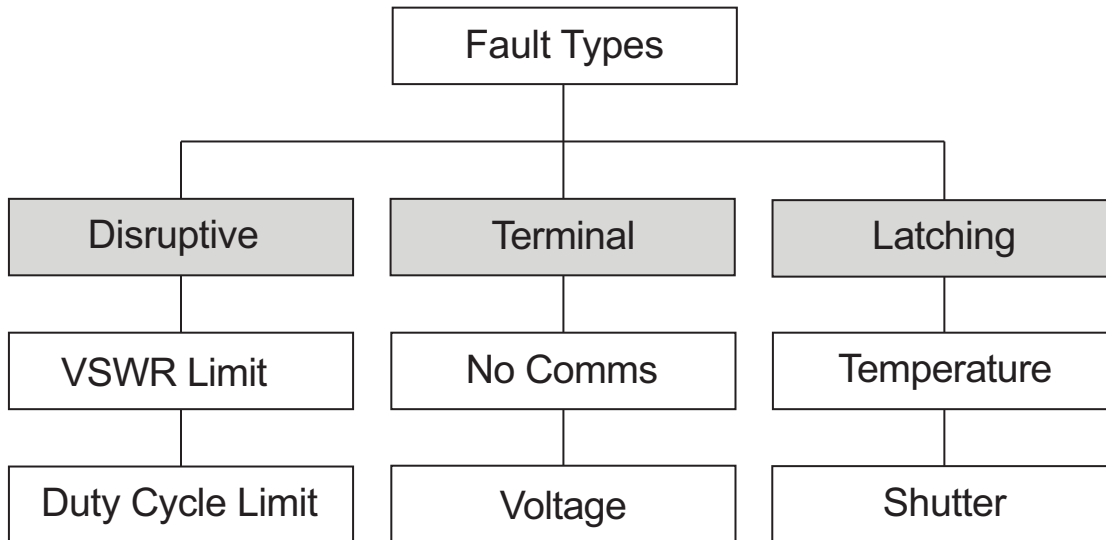 Fault Types
Disruptive
Terminal
Latching
VSWR Limit
No Comms
Temperature
Duty Cycle Limit
Voltage
Shutter